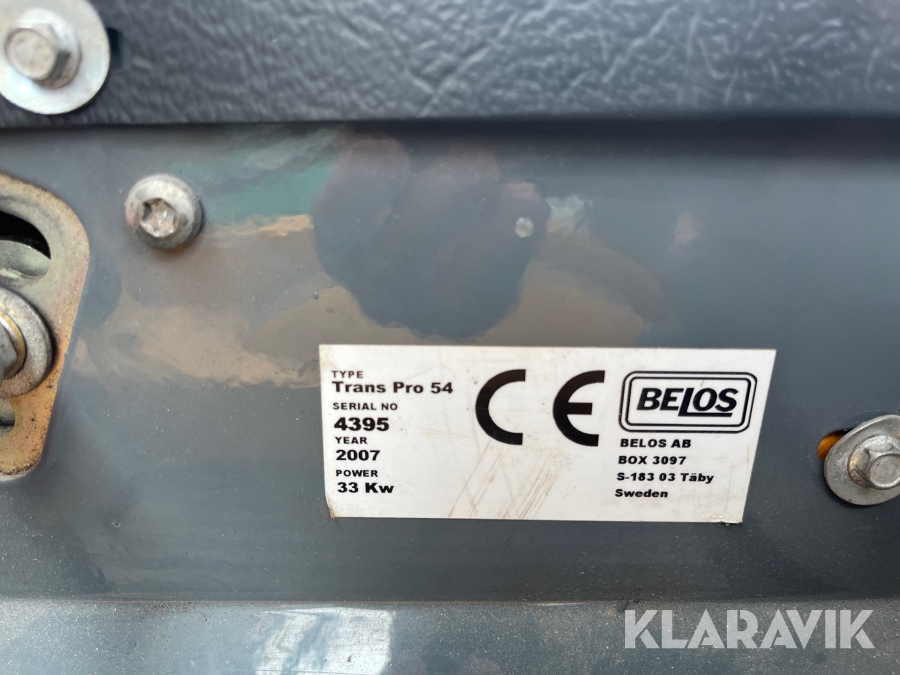 TYPE
Trans Pro 54
SERIAL NO
4395
YEAR
2007
POWER
33 Kw
CE
BELOS
BELOS AB
BOX 3097
S-183 03 Täby
Sweden
KLARAVIK